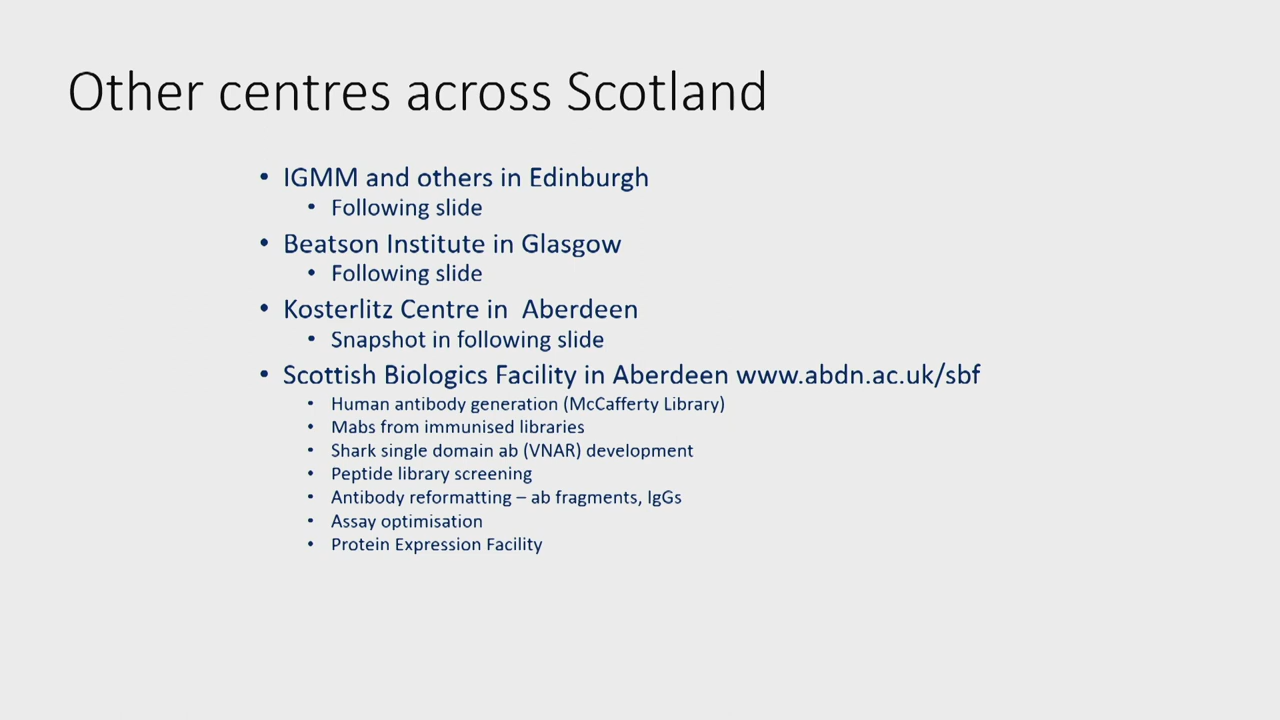 Other centres across Scotland
• IGMM and others in Edinburgh
• Following slide
• Beatson Institute in Glasgow
• Following slide
• Kosterlitz Centre in  Aberdeen
• Snapshot in following slide
• Scottish Biologics Facility in Aberdeen www.abdn.ac.uk/sbf
• Human antibody generation (McCafferty Library)
• Mabs from immunised libraries
• Shark single domain ab (VNAR) development
• Peptide library screening
• Antibody reformatting – ab fragments, IgGs
• Assay optimisation
• Protein Expression Facility